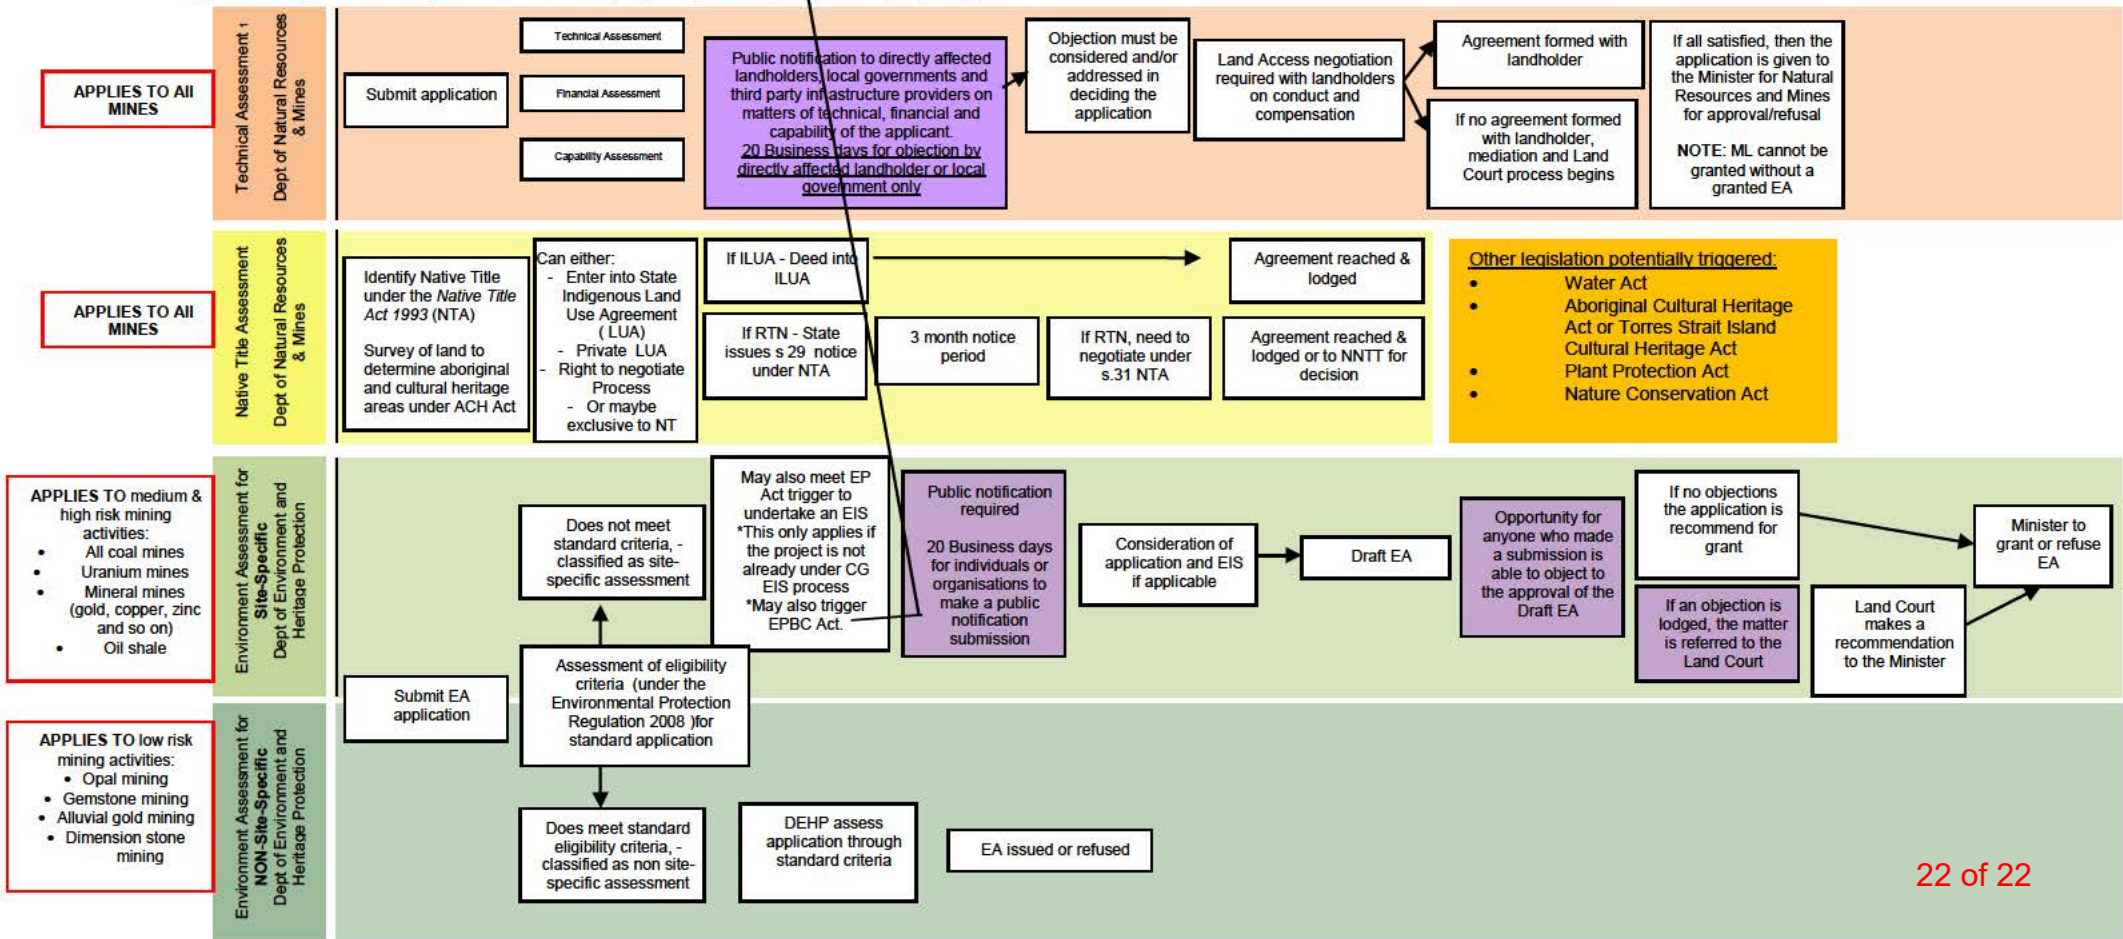 APPLIES TO All
MINES
Technical Assessment 1
Dept of Natural Resources
& Mines
Submit application
Technical Assessment
Financial Assessment
Capability Assessment
Public notification to directly affected
landholders, local governments and
third party infrastructure providers on
matters of technical, financial and
capability of the applicant.
20 Business days for objection by
directly affected landholder or local
government only
Objection must be
considered and/or
addressed in
deciding the
application
Land Access negotiation
required with landholders
on conduct and
compensation
Agreement formed with
landholder
If no agreement formed
with landholder,
mediation and Land
Court process begins
If all satisfied, then the
application is given to
the Minister for Natural
Resources and Mines
for approval/refusal
NOTE: ML cannot be
granted without a
granted EA
APPLIES TO All
MINES
Native Title Assessment
Dept of Natural Resources
& Mines
Identify Native Title
under the Native Title
Act 1993 (NTA)
Survey of land to
determine aboriginal
and cultural heritage
areas under ACH Act
Can either:
- Enter into State
Indigenous Land
Use Agreement
( LUA)
- Private LUA
- Right to negotiate
Process
- Or maybe
exclusive to NT
If ILUA - Deed into
ILUA
If RTN - State
issues s 29 notice
under NTA
3 month notice
period
If RTN, need to
negotiate under
s.31 NTA
Agreement reached &
lodged
Agreement reached &
lodged or to NNTT for
decision
Other legislation potentially triggered:
• Water Act
• Aboriginal Cultural Heritage
Act or Torres Strait Island
Cultural Heritage Act
• Plant Protection Act
• Nature Conservation Act
APPLIES TO medium &
high risk mining
activities:
• All coal mines
• Uranium mines
• Mineral mines
(gold, copper, zinc
and so on)
• Oil shale
Environment Assessment for
Site-Specific
Dept of Environment and
Heritage Protection
Submit EA
application
Does not meet
standard criteria, -
classified as site-
specific assessment
Assessment of eligibility
criteria (under the
Environmental Protection
Regulation 2008 )for
standard application
May also meet EP
Act trigger to
undertake an EIS
*This only applies if
the project is not
already under CG
EIS process
*May also trigger
EPBC Act.
Public notification
required
20 Business days
for individuals or
organisations to
make a public
notification
submission
Consideration of
application and EIS
if applicable
Draft EA
Opportunity for
anyone who made
a submission is
able to object to
the approval of the
Draft EA
If no objections
the application is
recommend for
grant
If an objection is
lodged, the matter
is referred to the
Land Court
Land Court
makes a
recommendation
to the Minister
Minister to
grant or refuse
EA
APPLIES TO low risk
mining activities:
• Opal mining
• Gemstone mining
• Alluvial gold mining
• Dimension stone
mining
Environment Assessment for
NON-Site-Specific
Dept of Environment and
Heritage Protection
Does meet standard
eligibility criteria, -
classified as non site-
specific assessment
DEHP assess
application through
standard criteria
EA issued or refused
22 of 22